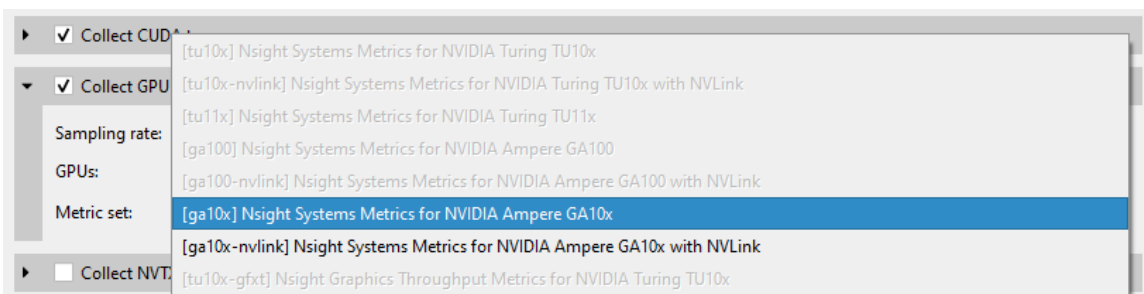 Collect CUDA t
[tu10x] Nsight Systems Metrics for NVIDIA Turing TU10x
[tu10x-nvlink] Nsight Systems Metrics for NVIDIA Turing TU10x with NVLink
Collect GPU
[tu11x] Nsight Systems Metrics for NVIDIA Turing TU11x
Sampling rate:
[ga100] Nsight Systems Metrics for NVIDIA Ampere GA100
GPUs:
[ga100-nvlink] Nsight Systems Metrics for NVIDIA Ampere GA100 with NVLink
Metric set:
[ga10x] Nsight Systems Metrics for NVIDIA Ampere GA10x
[ga10x-nvlink] Nsight Systems Metrics for NVIDIA Ampere GA10x with NVLink
Collect NVT
[tu10x-gfxt] Nsight Graphics Throughput Metrics for NVIDIA Turing TU10x